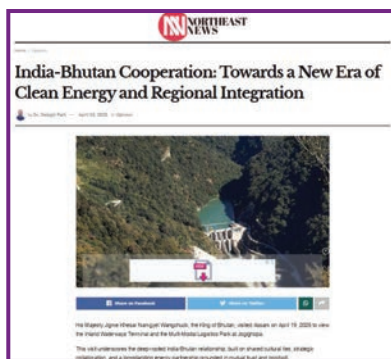 NORTHEAST
NEWS
India-Bhutan Cooperation: Towards a New Era of
Clean Energy and Regional Integration
Share on Facebook
Share on Twitter
His Majesty Jigme Khesar Namgyel Wangchuck, the King of Bhutan, visited Assam on April 19, 2025 to view
the Inland Waterways Terminal and the Multi-Modal Logistics Park at Jogighopa.
This visit underscores the deep-rooted India-Bhutan relationship, built on shared cultural ties, strategic